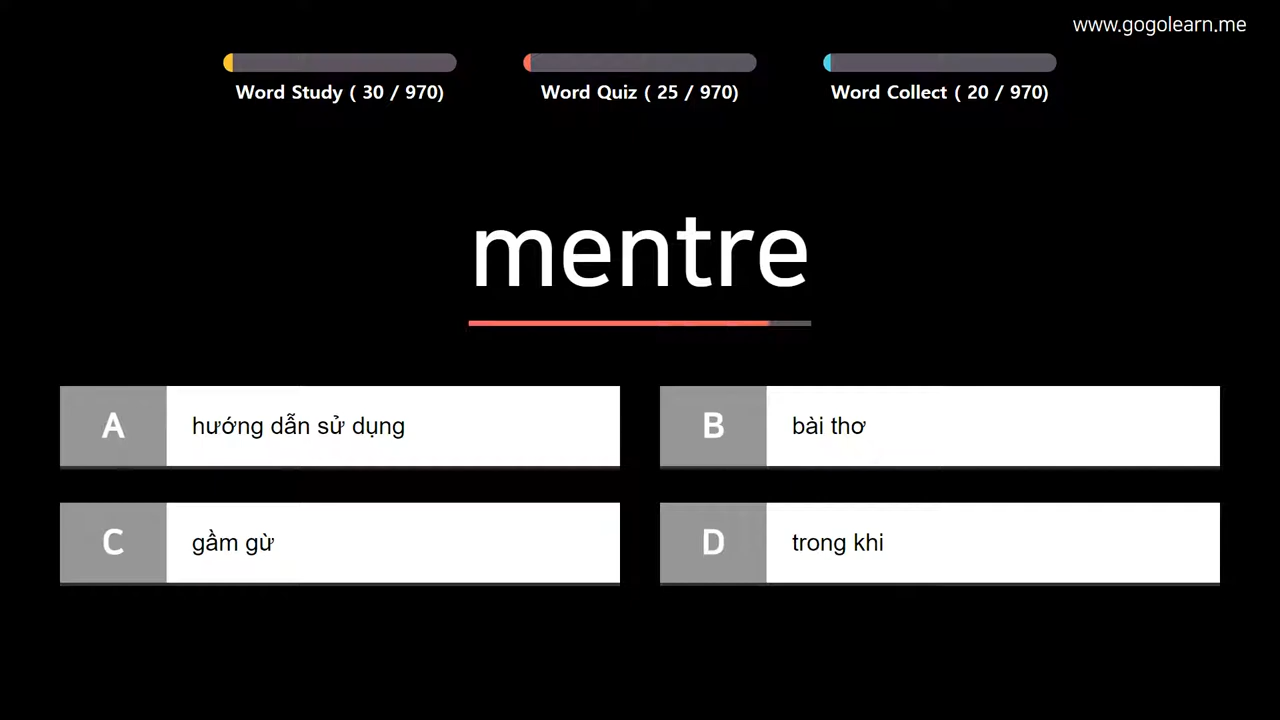 www.gogolearn.me
Word Study ( 30 / 970)
Word Quiz ( 25 / 970)
Word Collect ( 20 / 970)
mentre
A hướng dẫn sử dụng
B bài thơ
C gầm gừ
D trong khi